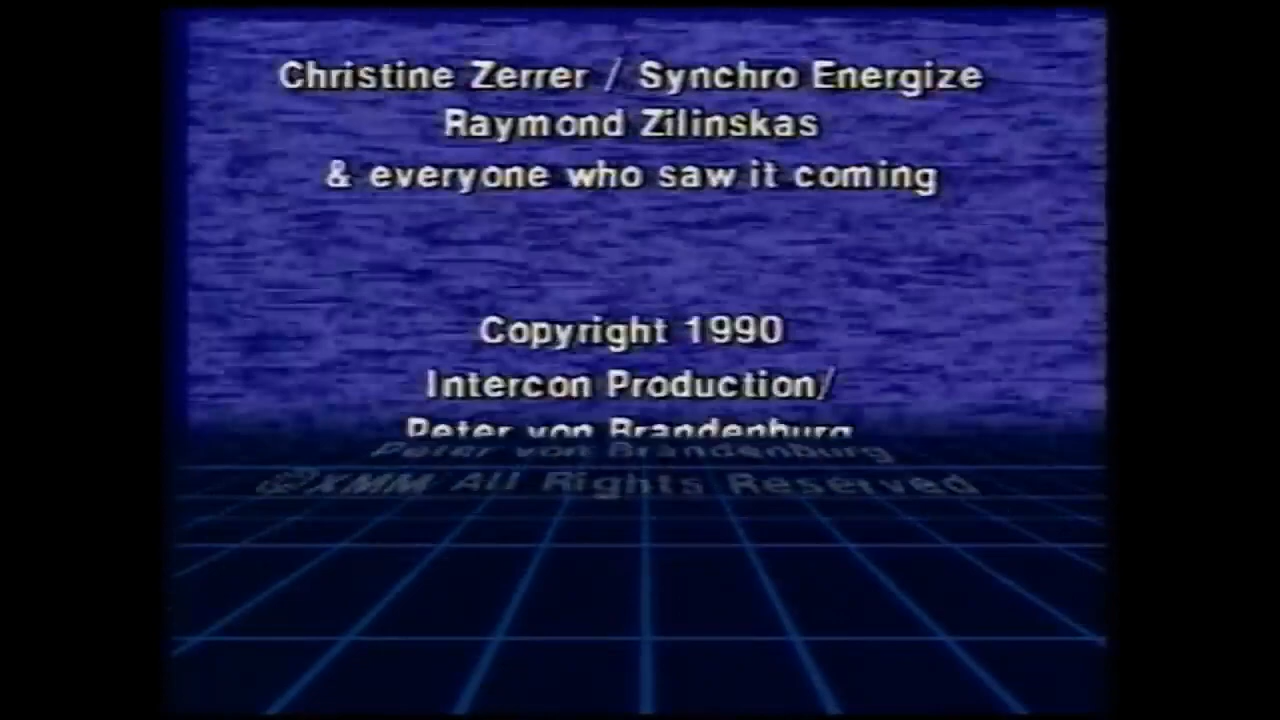 Christine Zerrer / Synchro Energize
Raymond Zilinskas
& everyone who saw it coming
Copyright 1990
Intercon Production/
Peter von Brandenburg
XMM All Rights Reserved